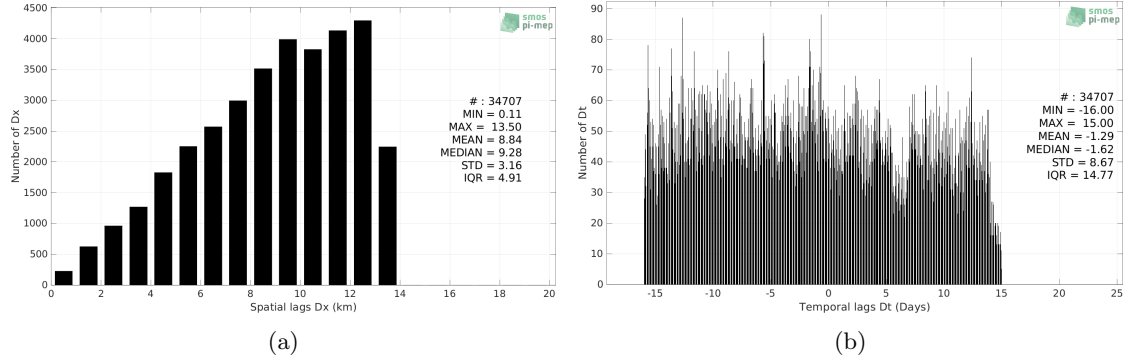 4500
4000
3500
3000
2500
2000
1500
1000
500
0
Number of Dx
0 2 4 6 8 10 12 14 16 18 20
Spatial lags Dx (km)
smos
pi-mep
# : 34707
MIN = 0.11
MAX = 13.50
MEAN = 8.84
MEDIAN = 9.28
STD = 3.16
IQR = 4.91
(a)
90
80
70
60
50
40
30
20
10
0
Number of Dt
-15 -10 -5 0 5 10 15 20 25
Temporal lags Dt (Days)
smos
pi-mep
# : 34707
MIN = -16.00
MAX = 15.00
MEAN = -1.29
MEDIAN = -1.62
STD = 8.67
IQR = 14.77
(b)